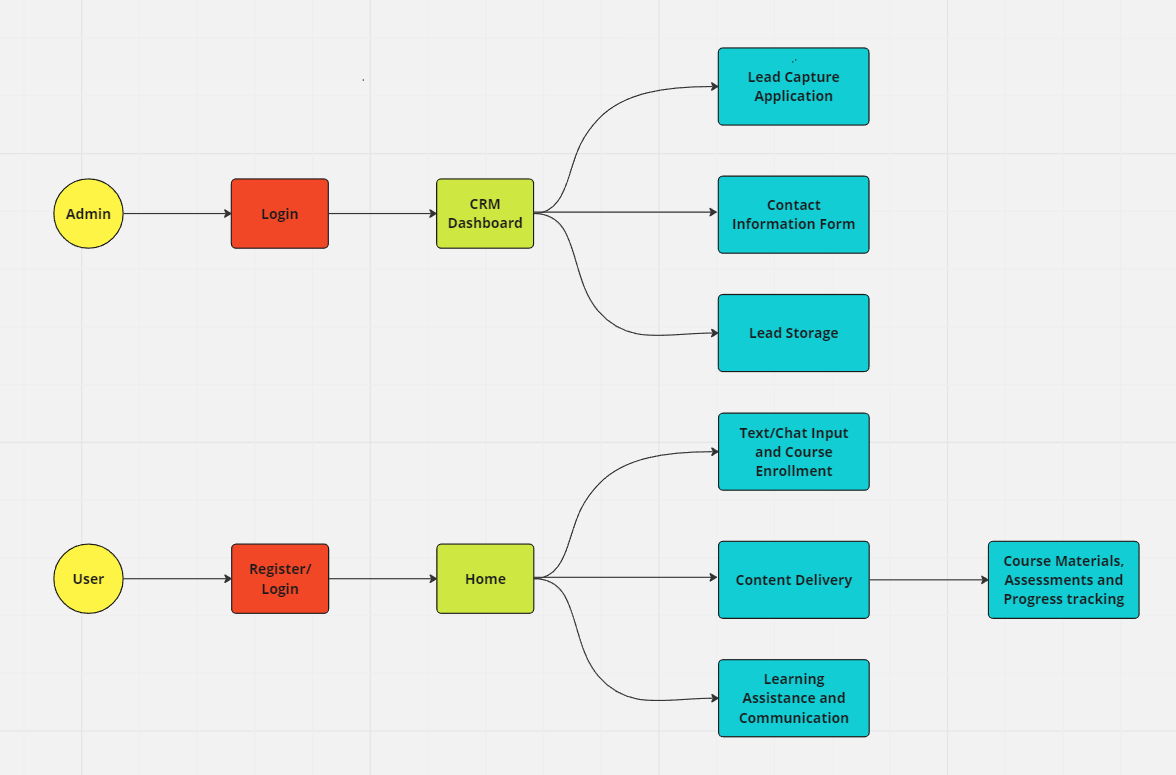 Lead Capture
Application
Admin
Login
CRM
Dashboard
Contact
Information Form
Lead Storage
Text/Chat Input
and Course
Enrollment
User
Register/
Login
Home
Content Delivery
Course Materials,
Assessments and
Progress tracking
Learning
Assistance and
Communication